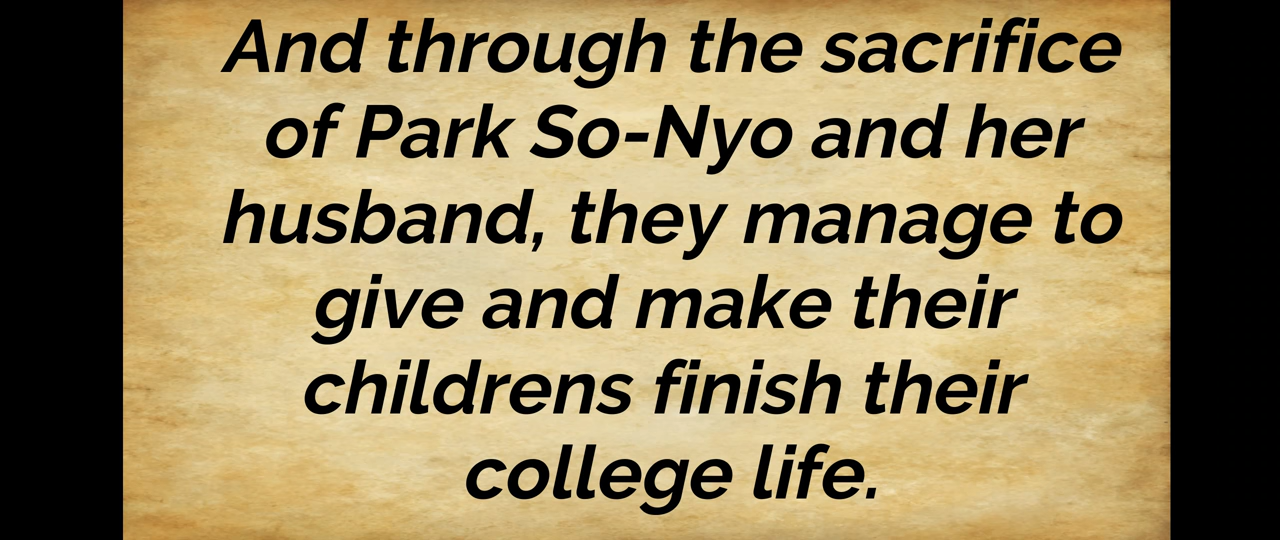 And through the sacrifice
of Park So-Nyo and her
husband, they manage to
give and make their
childrens finish their
college life.